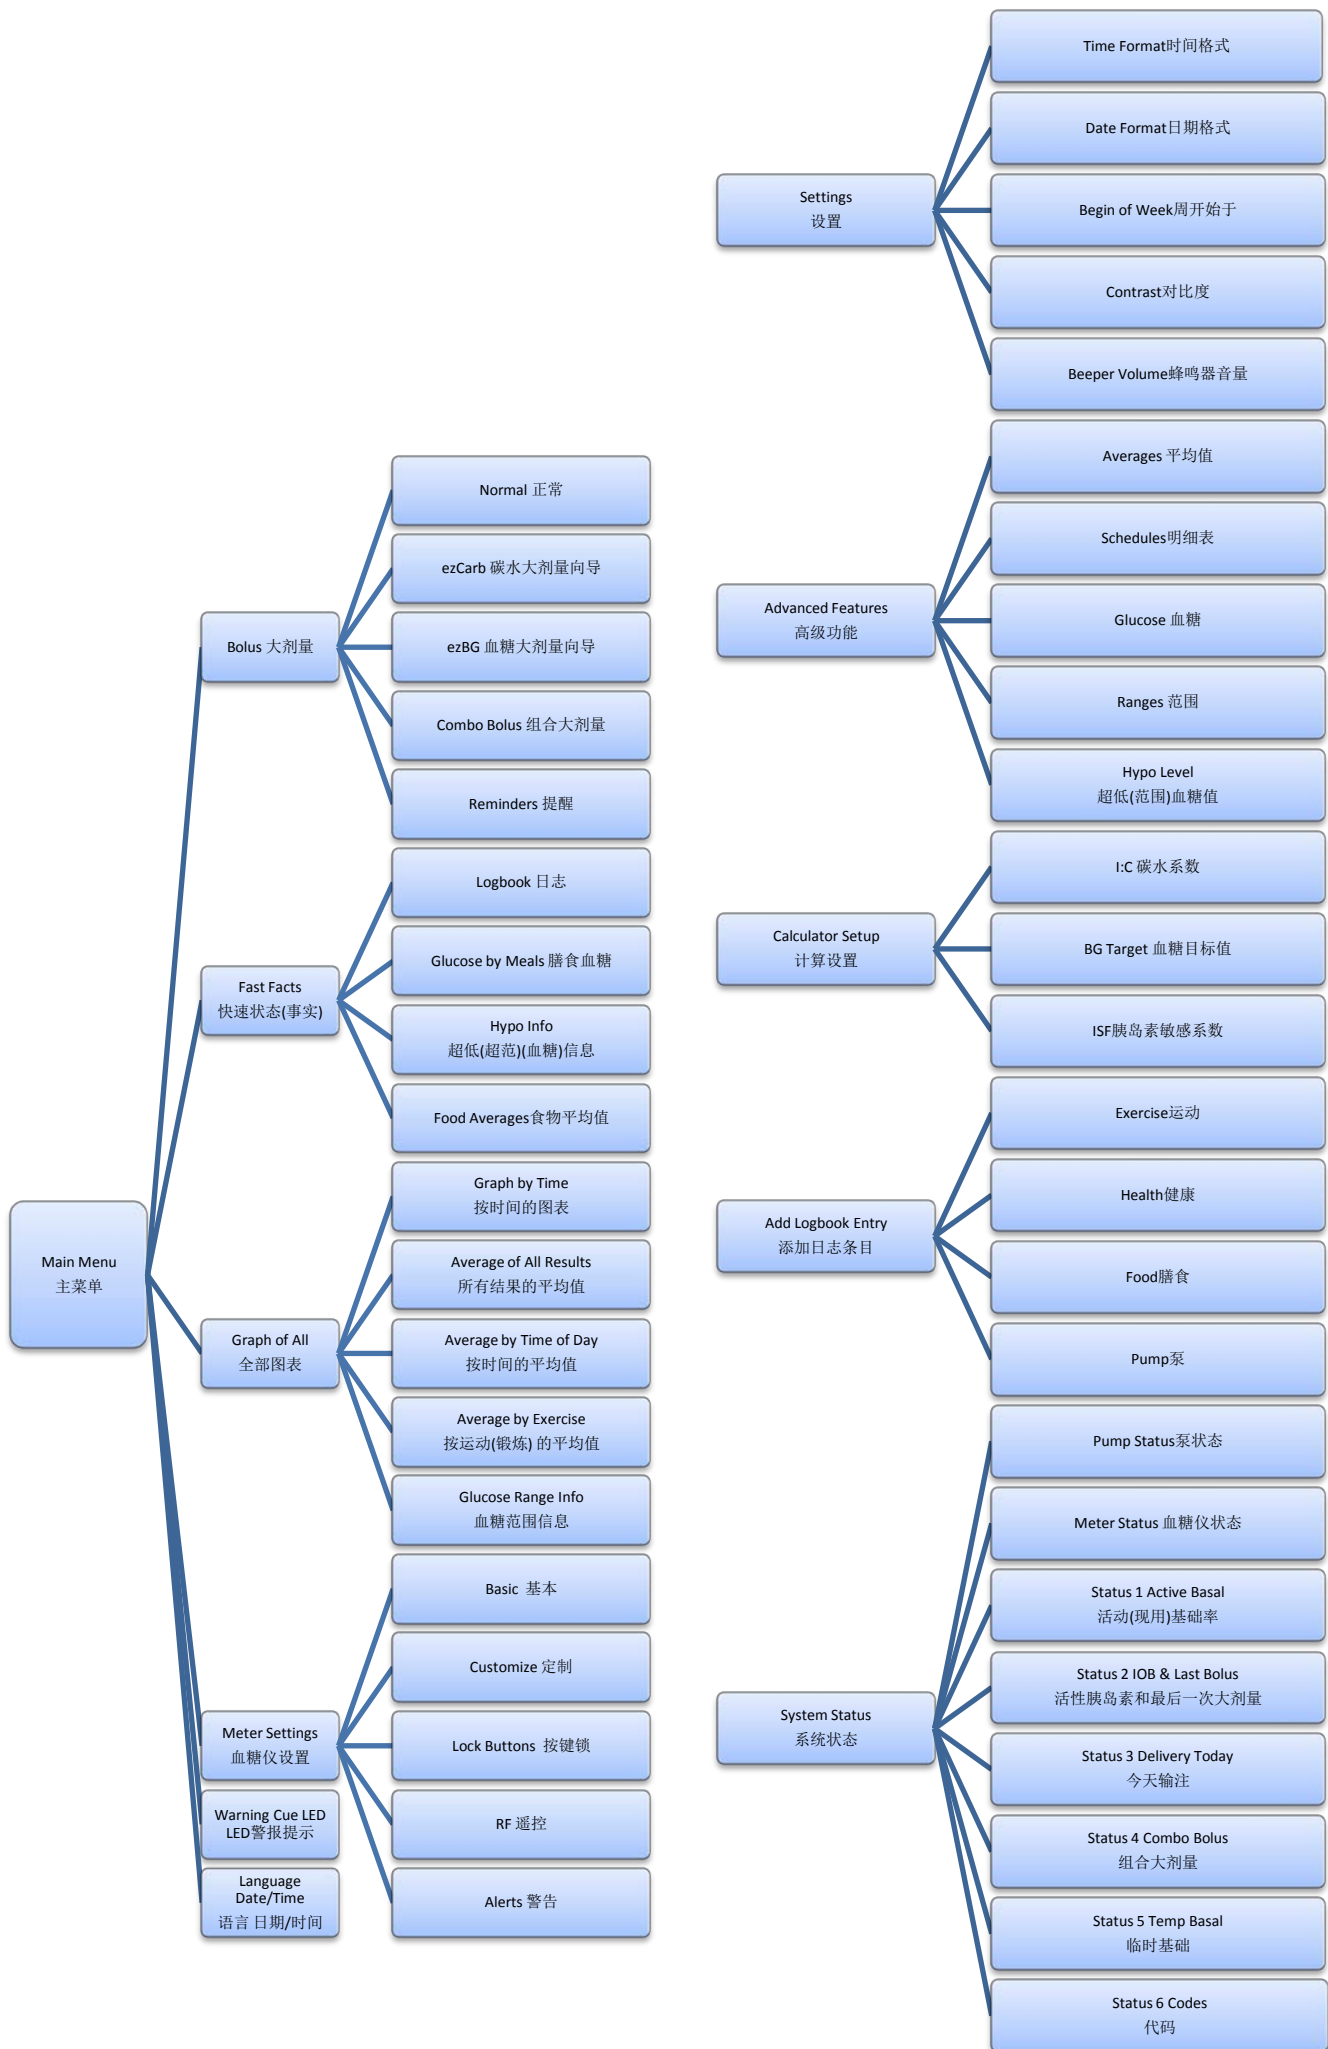 Main Menu
主菜单
Bolus 大剂量
Normal 正常
ezCarb 碳水大剂量向导
ezBG 血糖大剂量向导
Combo Bolus 组合大剂量
Reminders 提醒
Fast Facts
快速状态(事实)
Logbook 日志
Glucose by Meals 膳食血糖
Hypo Info
超低(超范)(血糖)信息
Food Averages食物平均值
Graph of All
全部图表
Graph by Time
按时间的图表
Average of All Results
所有结果的平均值
Average by Time of Day
按时间的平均值
Average by Exercise
按运动(锻炼) 的平均值
Glucose Range Info
血糖范围信息
Meter Settings
血糖仪设置
Basic 基本
Customize 定制
Lock Buttons 按键锁
RF 遥控
Alerts 警告
Warning Cue LED
LED警报提示
Language
Date/Time
语言 日期/时间
Settings
设置
Time Format时间格式
Date Format日期格式
Begin of Week周开始于
Contrast对比度
Beeper Volume蜂鸣器音量
Advanced Features
高级功能
Averages 平均值
Schedules明细表
Glucose 血糖
Ranges 范围
Hypo Level
超低(范围)血糖值
Calculator Setup
计算设置
I:C 碳水系数
BG Target 血糖目标值
ISF胰岛素敏感系数
Add Logbook Entry
添加日志条目
Exercise运动
Health健康
Food膳食
Pump泵
System Status
系统状态
Pump Status泵状态
Meter Status 血糖仪状态
Status 1 Active Basal
活动(现用)基础率
Status 2 IOB & Last Bolus
活性胰岛素和最后一次大剂量
Status 3 Delivery Today
今天输注
Status 4 Combo Bolus
组合大剂量
Status 5 Temp Basal
临时基础
Status 6 Codes
代码